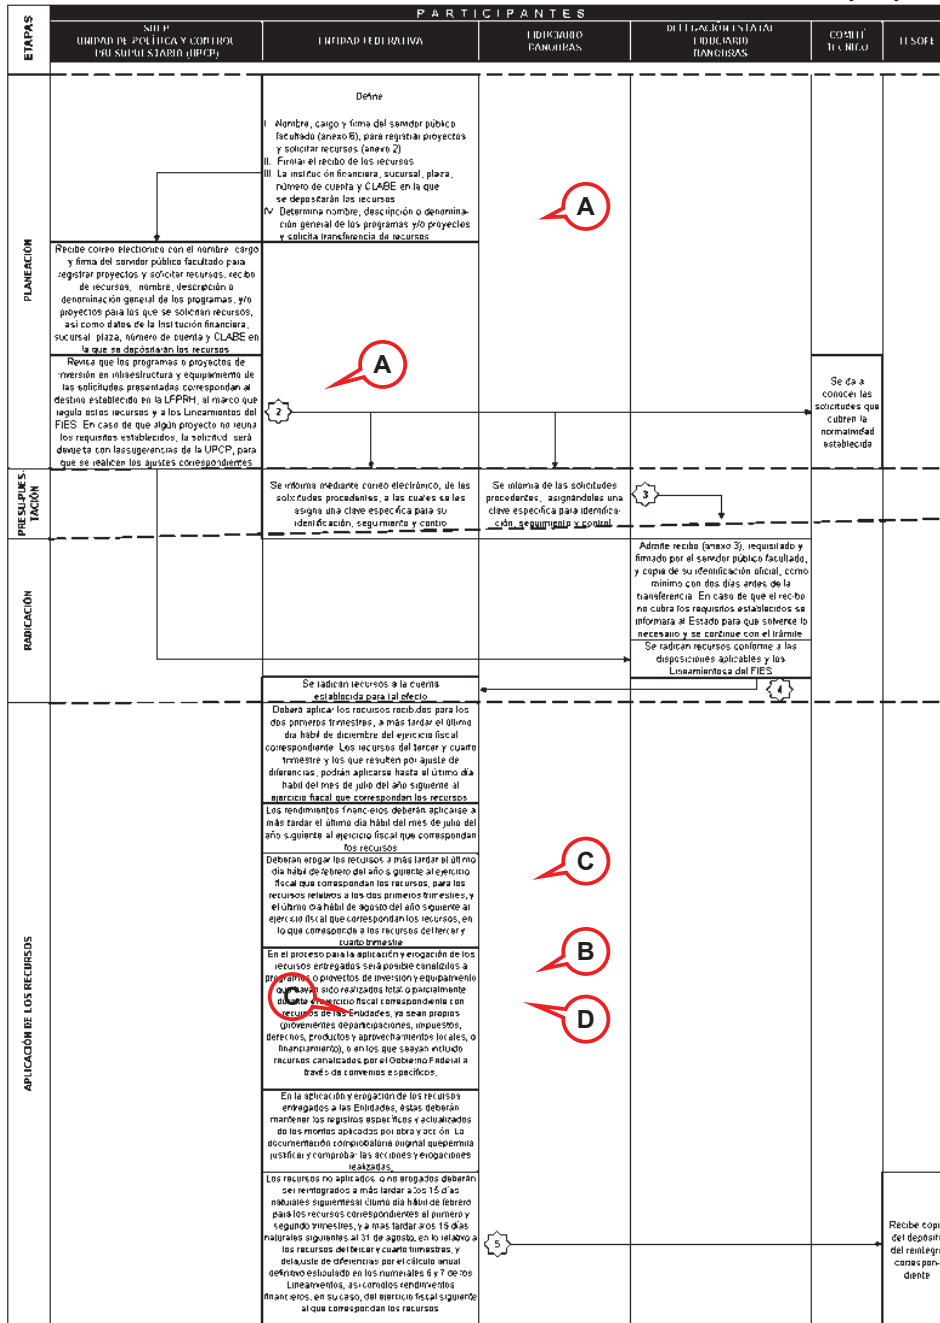 PARTICIPANTES
ETAPAS
SHCP
UNIDAD DE POLÍTICA Y CONTROL
PRESUPUESTARIO (UPCP)
ENTIDAD FEDERATIVA
FIDUCIARIO
BANOBRAS
DELEGACIÓN ESTATAL
FIDUCIARIO
BANOBRAS
COMITÉ
TÉCNICO
TESOFE
PLANEACIÓN
Define
I. Nombre, cargo y firma del servidor público
facultado (anexo 6), para registrar proyectos
y solicitar recursos (anexo 2)
II. Firmar el recibo de los recursos
III. La institución financiera, sucursal, plaza,
número de cuenta y CLABE en la que
se depositarán los recursos
IV. Determina nombre, descripción o denomina-
ción general de los programas y/o proyectos
y solicita transferencia de recursos
A
Recibe correo electrónico con el nombre, cargo
y firma del servidor público facultado para
registrar proyectos y solicitar recursos, recibo
de recursos, nombre, descripción o
denominación general de los programas, y/o
proyectos para los que se solicitan recursos,
así como datos de la Institución financiera,
sucursal, plaza, número de cuenta y CLABE en
la que se depósitarán los recursos
A
Revisa que los programas o proyectos de
inversión en infraestructura y equipamiento de
las solicitudes presentadas correspondan al
destino establecido en la LFPRH, al marco que
regula estos recursos y a los Lineamientos del
FIES. En caso de que algún proyecto no reúna
los requisitos establecidos, la solicitud será
devuelta con las sugerencias de la UPCP, para
que se realicen los ajustes correspondientes
2
Se da a
conocer las
solicitudes que
cubren la
normatividad
establecida
PRESUPUES-
TACIÓN
Se informa mediante correo electrónico, de las
solicitudes procedentes, a las cuales se les
asigna una clave específica para su
identificación, seguimiento y contro
Se informa de las solicitudes
procedentes, asignándoles una
clave específica para identifica-
ción, seguimiento y control
3
RADICACIÓN
Admite recibo (anexo 3), requisitado y
firmado por el servidor público facultado,
y copia de su identificación oficial, como
mínimo con dos días antes de la
transferencia. En caso de que el recibo
no cubra los requisitos establecidos se
informara al Estado para que solvente lo
necesario y se continue con el trámite
Se radican recursos conforme a las
disposiciones aplicables y los
Lineamientosa del FIES
Se radican recursos a la cuenta
establecida para tal efecto
4
APLICACIÓN DE LOS RECURSOS
Deberá aplicar los recursos recibidos para los
dos primeros trimestres, a más tardar el último
día hábil de diciembre del ejercicio fiscal
correspondiente. Los recursos del tercer y cuarto
trimestre y los que resulten por ajuste de
diferencias, podrán aplicarse hasta el útimo día
habil del mes de julio del año siguiente al
ejercicio fiscal que correspondan los recursos
Los rendimientos financieros deberán aplicarse a
más tardar el último día hábil del mes de julio del
año siguiente al ejercicio fiscal que correspondan
los recursos
Deberán erogar los recursos a más tardar el último
día hábil de febrero del año siguiente al ejercicio
fiscal que correspondan los recursos, para los
recursos relativos a los dos primeros trimestres, y
el último día hábil de agosto del año siguiente al
ejercicio fiscal que correspondan los recursos, en
lo que corresponde a los recursos del tercer y
cuarto trimestre
C
En el proceso para la aplicación y erogación de los
recursos entregados será posible canalizalos a
programas o proyectos de inversión y equipamiento
que hayan sido realizados total o parcialmente
durante el ejercicio fiscal correspondiente con
recursos de las Entidades, ya sean propios
(provenientes departicipaciones, impuestos,
derechos, productos y aprovechamientos locales, o
financiamiento), o en los que seayan incluido
recursos canalizados por el Gobierno Federal a
través de convenios específicos,
B
C
D
En la aplicación y erogación de los recursos
entregados a las Entidades, éstas deberán
mantener los registros específicos y actualizados
de los montos aplicadas por obra y acción. La
documentación comprobatoria original quepermita
justificar y comprobar las acciones y erogaciones
realizadas,
Los recursos no aplicados o no erogados deberán
ser reintegrados a más tardar a los 15 días
naturales siguientesal último día hábil de febrero
para los recursos correspondientes al primero y
segundo trimestres, y a mas tardar a los 15 días
naturales siguientes al 31 de agosto, en lo relativo a
los recursos del tercer y cuarto trimestres, y
delajuste de diferencias por el cálculo anual
definitivo estipulado en los numerales 6 y 7 de los
Lineamientos, así comolos rendimientos
financieros, en su caso, del ejercicio fiscal siguiente
al que correspondan los recursos
5
Recibe copi
del depósit
del reintegr
correspon-
diente